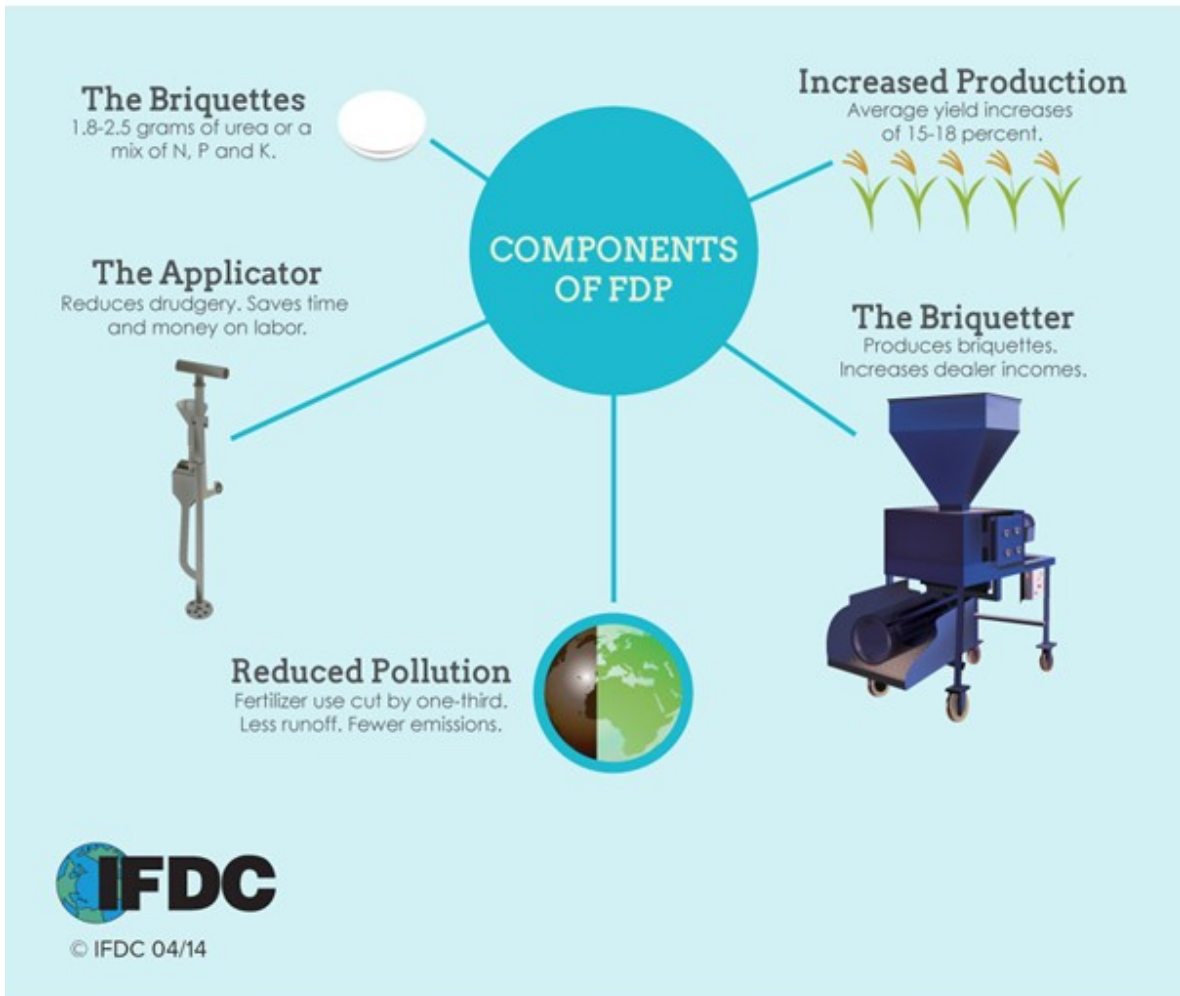 The Briquettes
1.8-2.5 grams of urea or a
mix of N, P and K.
Increased Production
Average yield increases
of 15-18 percent.
COMPONENTS
OF FDP
The Applicator
Reduces drudgery. Saves time
and money on labor.
The Briquetter
Produces briquettes.
Increases dealer incomes.
Reduced Pollution
Fertilizer use cut by one-third.
Less runoff. Fewer emissions.
IFDC
© IFDC 04/14